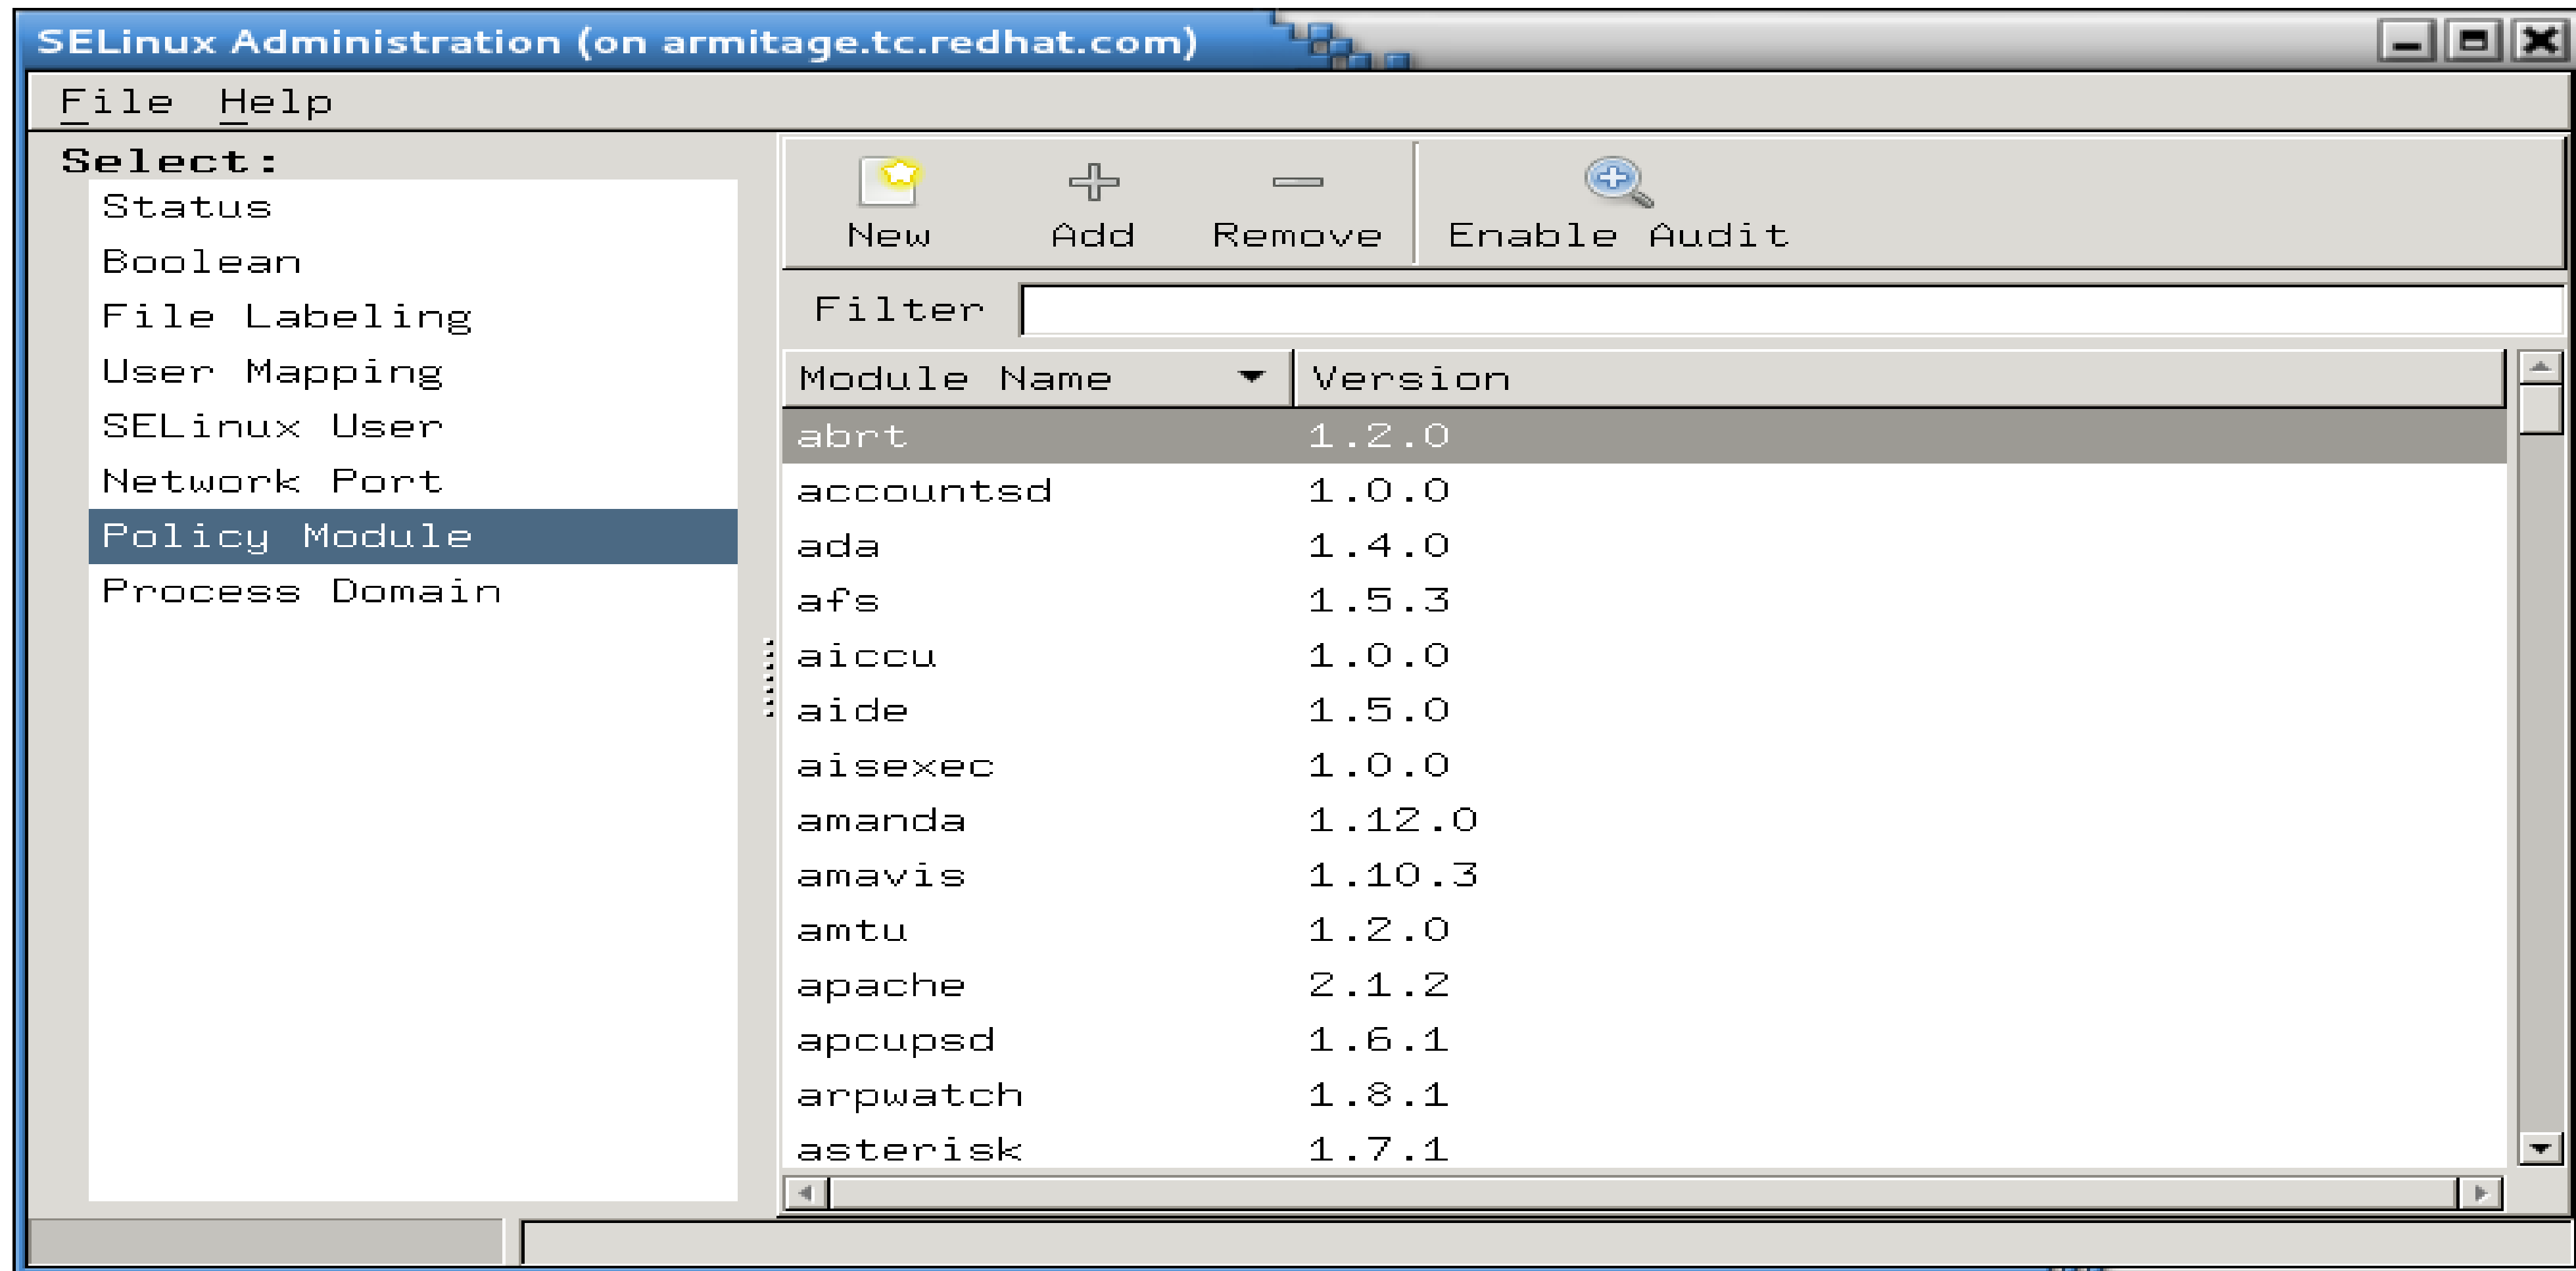 SELinux Administration (on armitage.tc.redhat.com)
File Help
Select:
Status
Boolean
File Labeling
User Mapping
SELinux User
Network Port
Policy Module
Process Domain
New Add Remove Enable Audit
Filter
Module Name Version
abrt 1.2.0
accountsd 1.0.0
ada 1.4.0
afs 1.5.3
aiccu 1.0.0
aide 1.5.0
aisexec 1.0.0
amanda 1.12.0
amavis 1.10.3
amtu 1.2.0
apache 2.1.2
apcupsd 1.6.1
arpwatch 1.8.1
asterisk 1.7.1